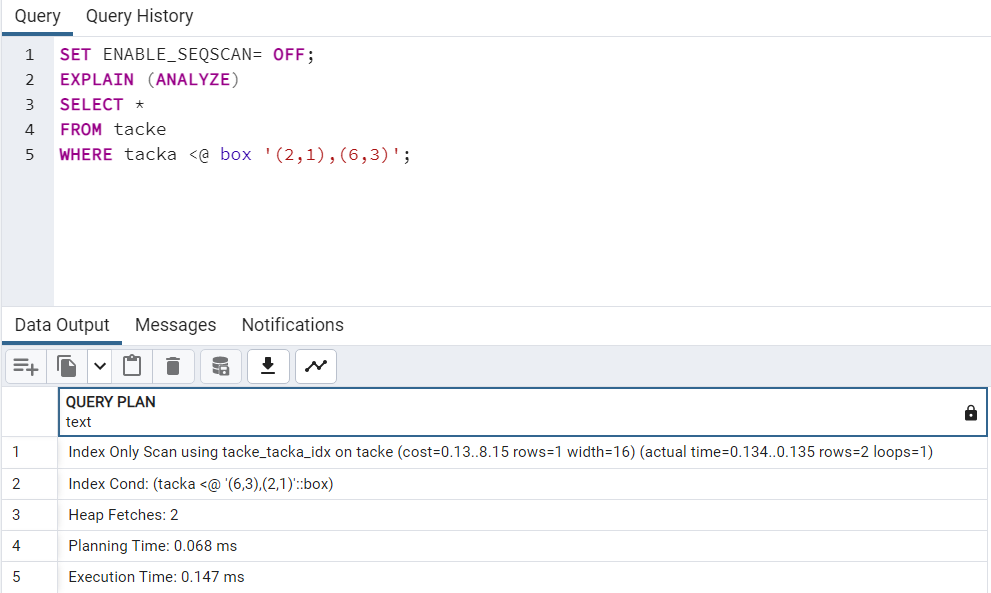 Query Query History
1 SET ENABLE_SEQSCAN= OFF;
2 EXPLAIN (ANALYZE)
3 SELECT *
4 FROM tacke
5 WHERE tacka <@ box '(2,1),(6,3)';
Data Output Messages Notifications
QUERY PLAN
text
1 Index Only Scan using tacke_tacka_idx on tacke (cost=0.13..8.15 rows=1 width=16) (actual time=0.134..0.135 rows=2 loops=1)
2 Index Cond: (tacka <@ '(6,3),(2,1)'::box)
3 Heap Fetches: 2
4 Planning Time: 0.068 ms
5 Execution Time: 0.147 ms